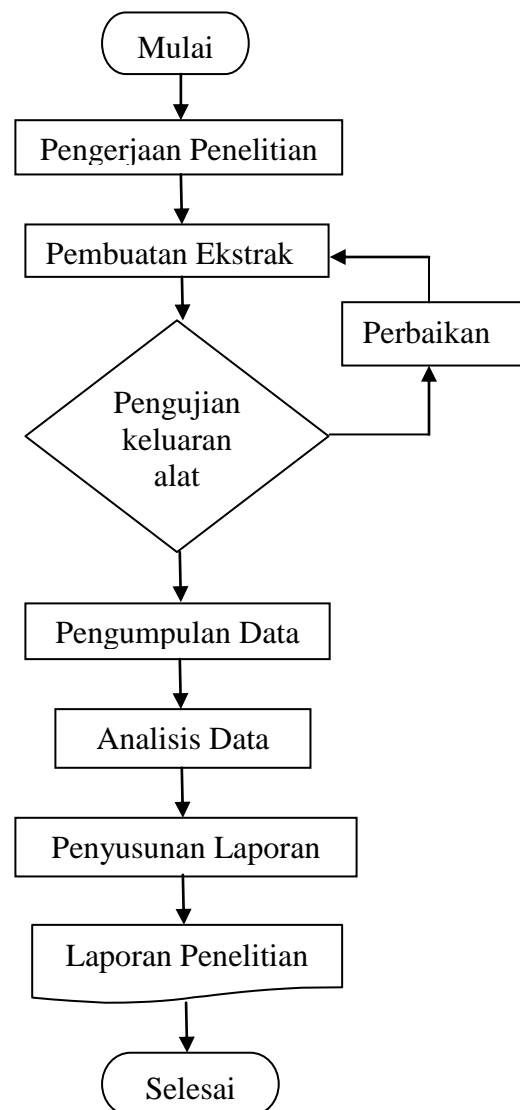 Mulai
Pengerjaan Penelitian
Pembuatan Ekstrak
Perbaikan
Pengujian
keluaran
alat
Pengumpulan Data
Analisis Data
Penyusunan Laporan
Laporan Penelitian
Selesai